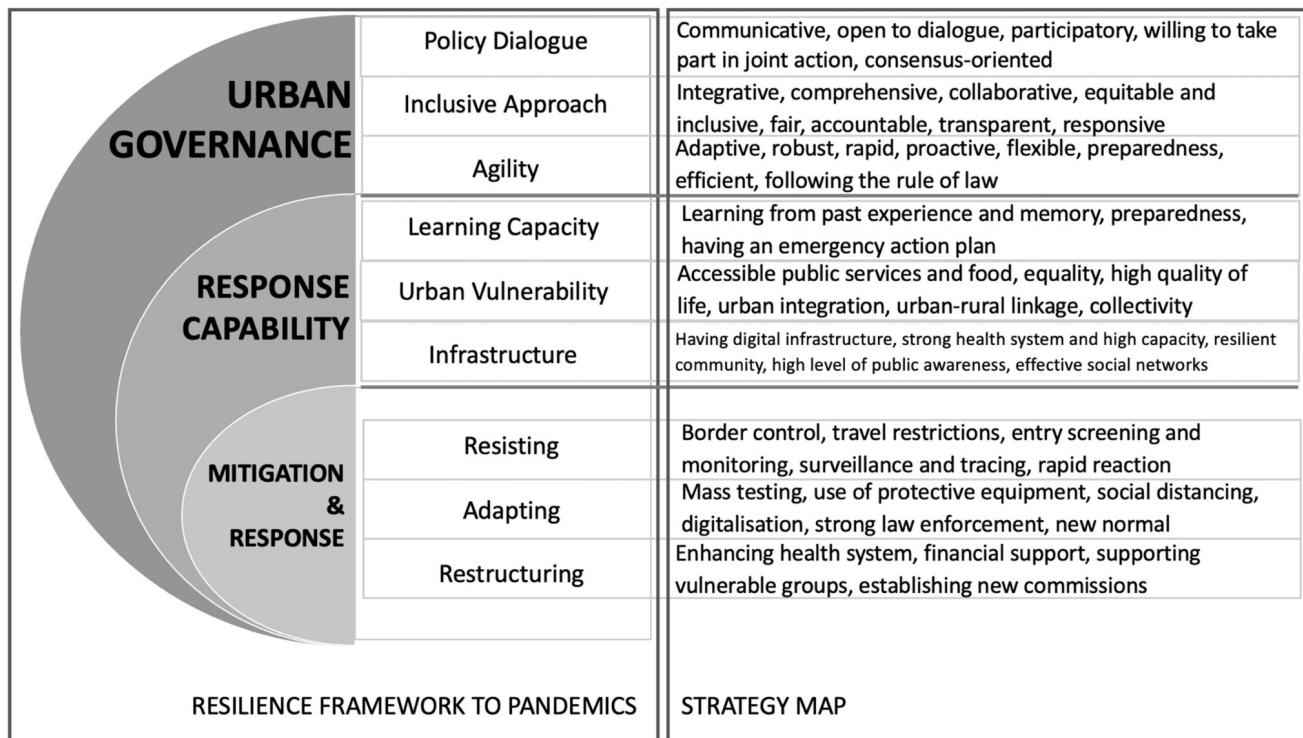 URBAN
GOVERNANCE
Policy Dialogue
Communicative, open to dialogue, participatory, willing to take
part in joint action, consensus-oriented
Inclusive Approach
Integrative, comprehensive, collaborative, equitable and
inclusive, fair, accountable, transparent, responsive
Agility
Adaptive, robust, rapid, proactive, flexible, preparedness,
efficient, following the rule of law
RESPONSE
CAPABILITY
Learning Capacity
Learning from past experience and memory, preparedness,
having an emergency action plan
Urban Vulnerability
Accessible public services and food, equality, high quality of
life, urban integration, urban-rural linkage, collectivity
Infrastructure
Having digital infrastructure, strong health system and high capacity, resilient
community, high level of public awareness, effective social networks
MITIGATION
&
RESPONSE
Resisting
Border control, travel restrictions, entry screening and
monitoring, surveillance and tracing, rapid reaction
Adapting
Mass testing, use of protective equipment, social distancing,
digitalisation, strong law enforcement, new normal
Restructuring
Enhancing health system, financial support, supporting
vulnerable groups, establishing new commissions
RESILIENCE FRAMEWORK TO PANDEMICS
STRATEGY MAP